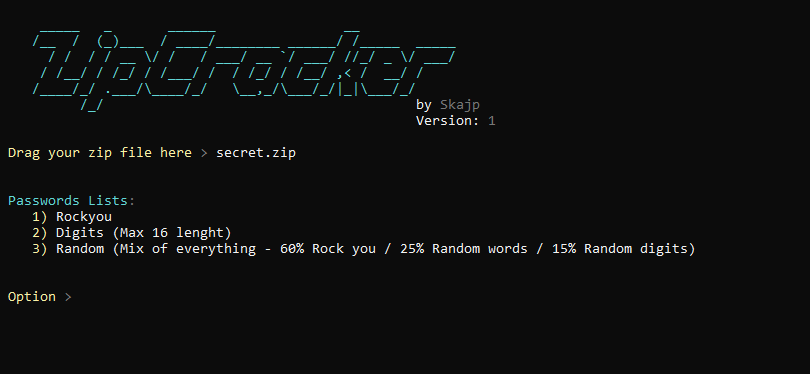 ZipCracker
by Skajp
Version: 1
Drag your zip file here > secret.zip
Passwords Lists:
1) Rockyou
2) Digits (Max 16 lenght)
3) Random (Mix of everything - 60% Rock you / 25% Random words / 15% Random digits)
Option >